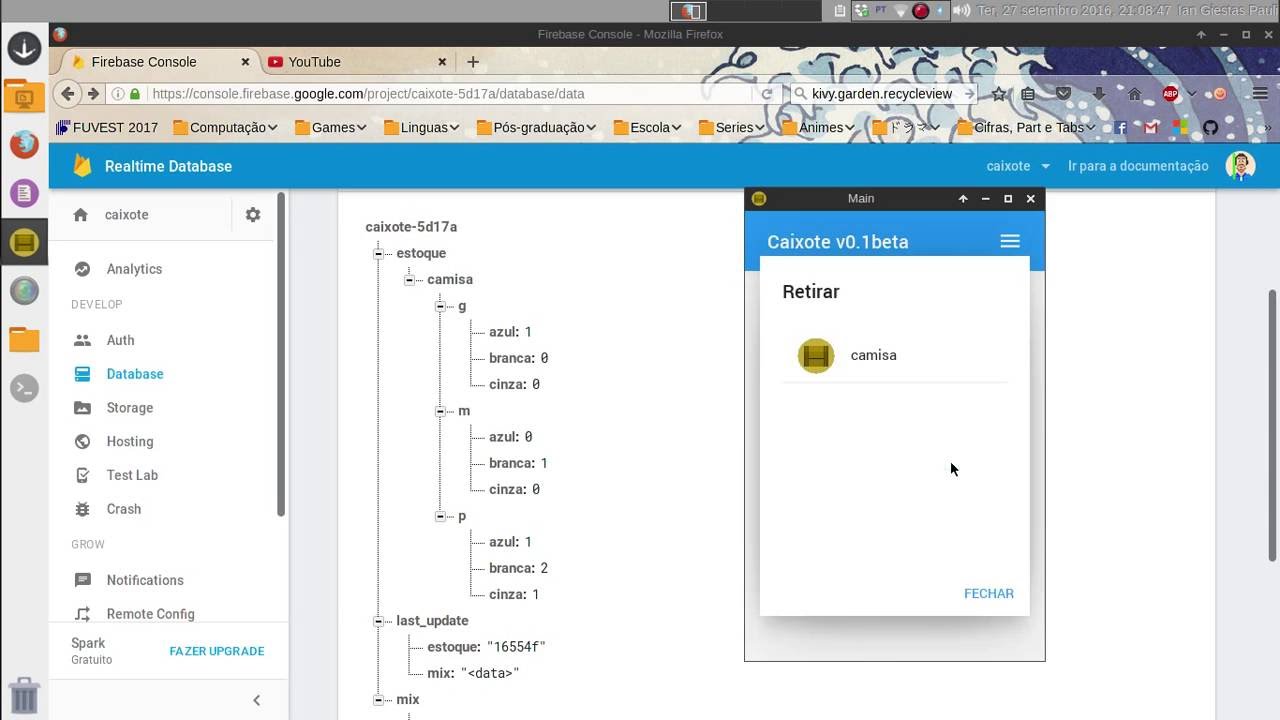 PT
Ter, 27 setembro 2016, 21:08:47 Ian Giestas Pauli
Firebase Console - Mozilla Firefox
Firebase Console
YouTube
https://console.firebase.google.com/project/caixote-5d17a/database/data
kivy.garden.recycleview
ABP
FUVEST 2017
Computação
Games
Linguas
Pós-graduação
Escola
Series
Animes
ドラマ
Cifras, Part e Tabs
»
Realtime Database
caixote
Ir para a documentação
caixote
Analytics
DEVELOP
Auth
Database
Storage
Hosting
Test Lab
Crash
GROW
Notifications
Remote Config
Spark
Gratuito
FAZER UPGRADE
caixote-5d17a
estoque
camisa
g
azul: 1
branca: 0
cinza: 0
m
azul: 0
branca: 1
cinza: 0
p
azul: 1
branca: 2
cinza: 1
last_update
estoque: "16554f"
mix: "<data>"
mix
Main
Caixote v0.1beta
Retirar
camisa
FECHAR